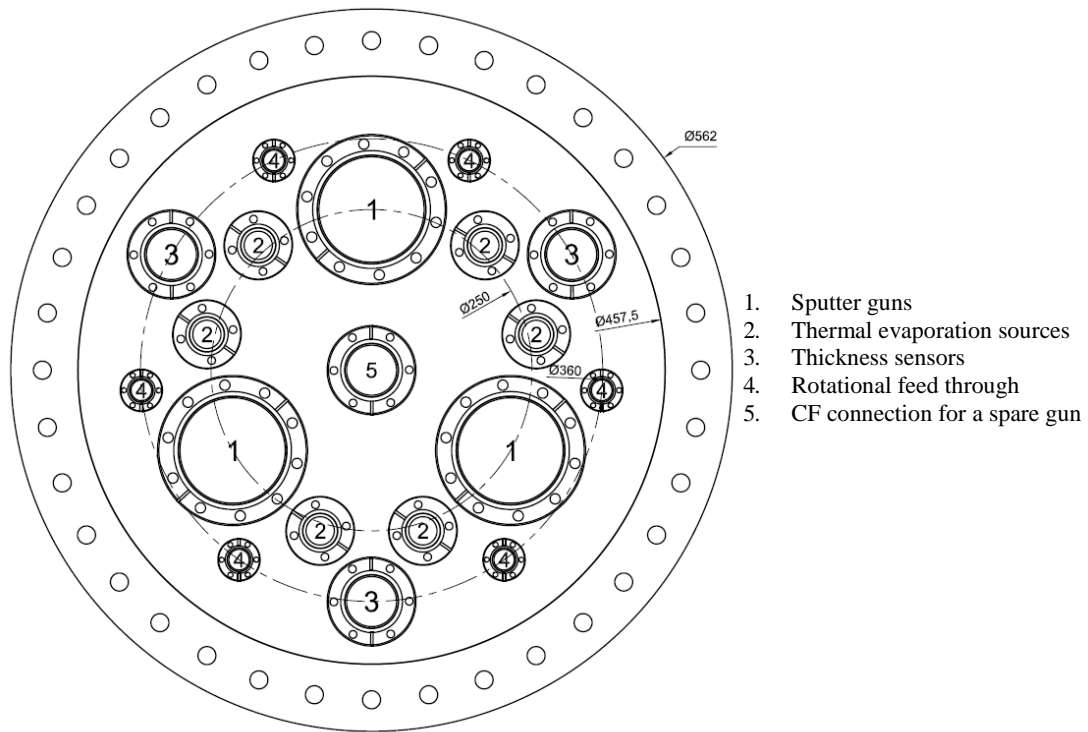 Ø562
4
4
1
2
2
3
3
Ø250
Ø457,5
2
2
5
Ø360
4
4
1
1
2
2
4
4
3
1. Sputter guns
2. Thermal evaporation sources
3. Thickness sensors
4. Rotational feed through
5. CF connection for a spare gun